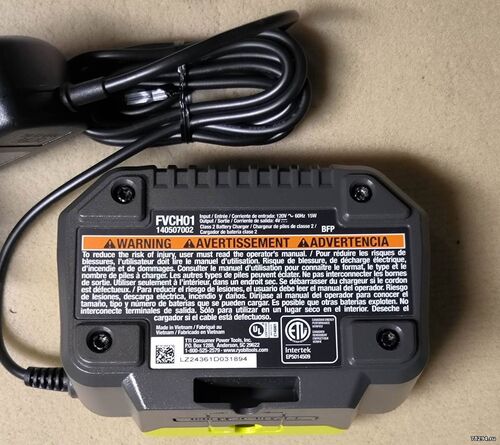 FVCH01
140507002
Input / Entrée / Corriente de entrada: 120V ~ 60Hz 15W
Output / Sortie / Corriente de salida: 4V
Class 2 Battery Charger / Chargeur de piles de classe 2 /
Cargador de batería clase 2
BFP
WARNING AVERTISSEMENT ADVERTENCIA
To reduce the risk of injury, user must read the operator's manual. / Pour réduire les risques de
blessures, l'utilisateur doit lire le manuel d'utilisation. Risque de blessure, de décharge électrique,
d'incendie et de dommages. Consulter le manuel d'utilisation pour connaître le format, le type et le
nombre de piles à charger. Les autres types de piles peuvent éclater. Ne pas interconnecter les bornes
de sortie. Utiliser seulement à l'intérieur, dans un endroit sec. Se débarrasser du chargeur si le cordon
est défectueux. / Para reducir el riesgo de lesiones, el usuario debe leer el manual del operador. Riesgo de
lesiones, descarga eléctrica, incendio y daños. Diríjase al manual del operador para conocer el
tamaño, tipo y número de baterías que se pueden cargar. Es posible que otras baterías exploten. No
interconecte terminales de salida. Solo para utilizarse en un lugar seco en el interior. Deseche el
cargador si el cable está defectuoso.
Made in Vietnam / Fabriqué au
Vietnam / Fabricado en Vietnam
TTI Consumer Power Tools, Inc.
P.O. Box 1288, Anderson, SC 29622
1-800-525-2579 - www.ryobitools.com
LZ24361D031894
UL
ETL
Intertek
EPS014509
78294.ru